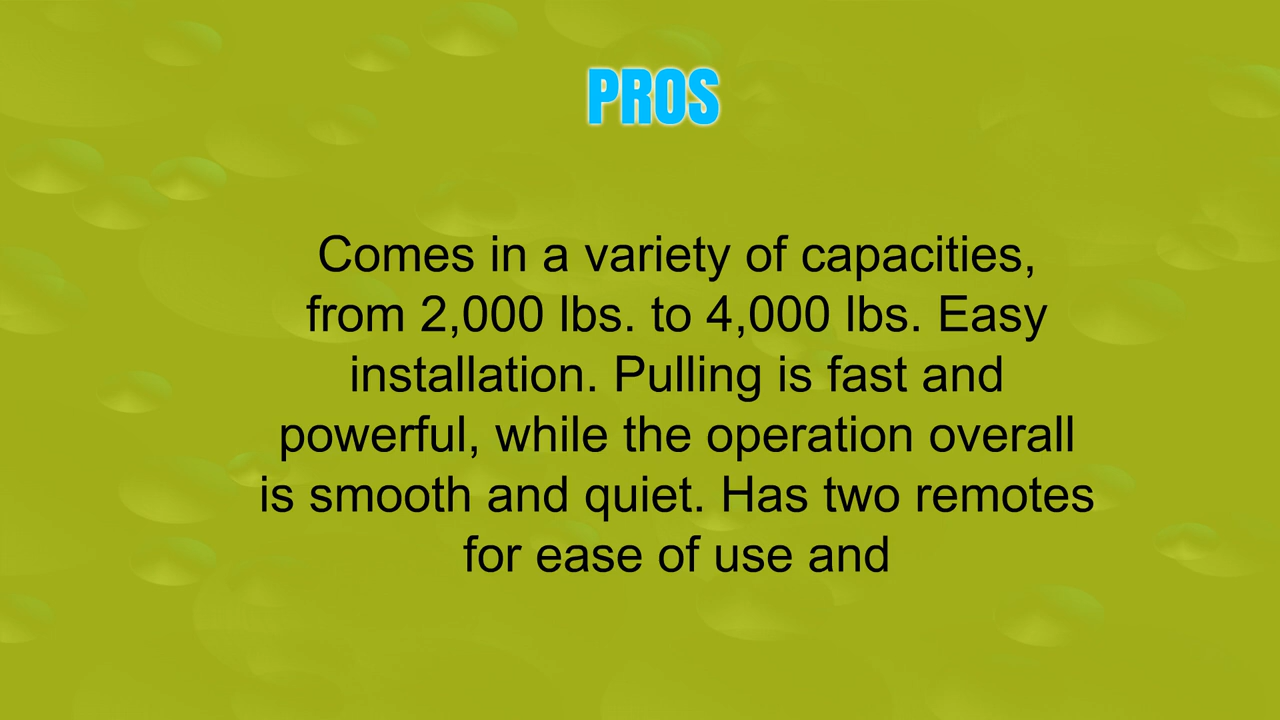 PROS
Comes in a variety of capacities,
from 2,000 lbs. to 4,000 lbs. Easy
installation. Pulling is fast and
powerful, while the operation overall
is smooth and quiet. Has two remotes
for ease of use and